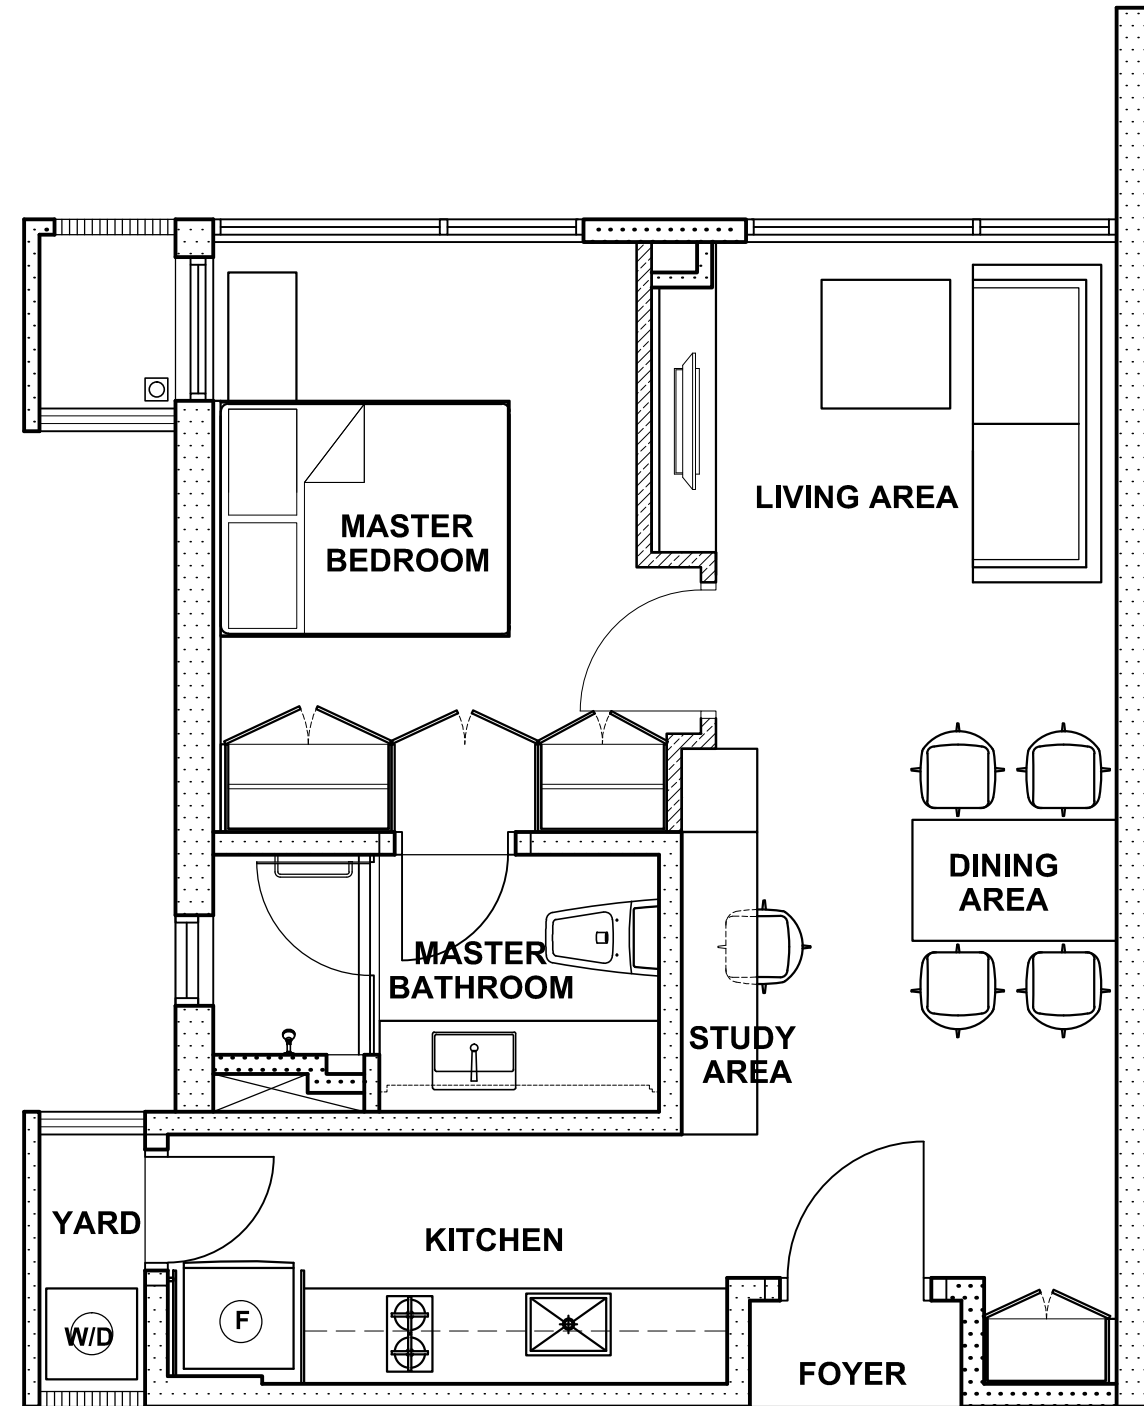 LIVING AREA
MASTER
BEDROOM
DINING
AREA
MASTER
BATHROOM
STUDY
AREA
YARD
KITCHEN
F
W/D
FOYER